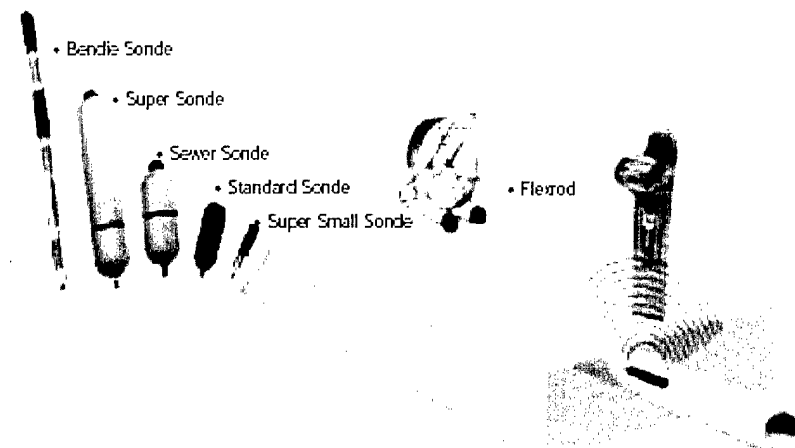 • Bendie Sonde
• Super Sonde
• Sewer Sonde
• Standard Sonde
• Super Small Sonde
• Flexrod